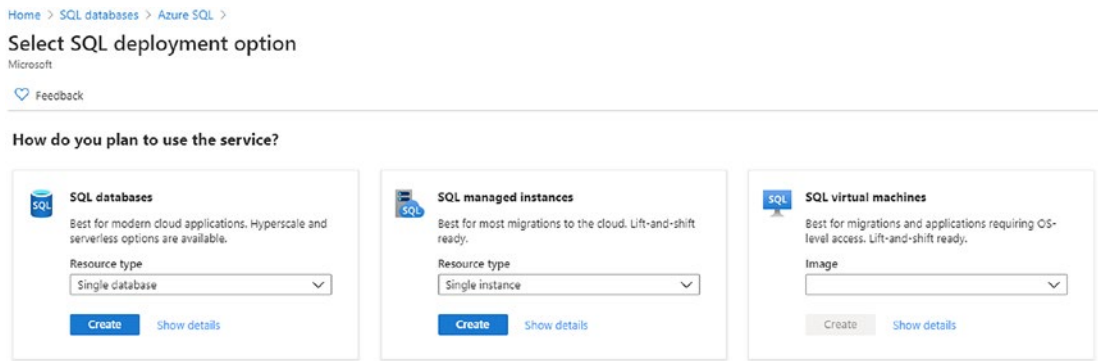 Home > SQL databases > Azure SQL >
Select SQL deployment option
Microsoft
Feedback
How do you plan to use the service?
SQL
SQL databases
Best for modern cloud applications. Hyperscale and
serverless options are available.
Resource type
Single database
Create
Show details
SQL
SQL managed instances
Best for most migrations to the cloud. Lift-and-shift
ready.
Resource type
Single instance
Create
Show details
SQL
SQL virtual machines
Best for migrations and applications requiring OS-
level access. Lift-and-shift ready.
Image
Create
Show details